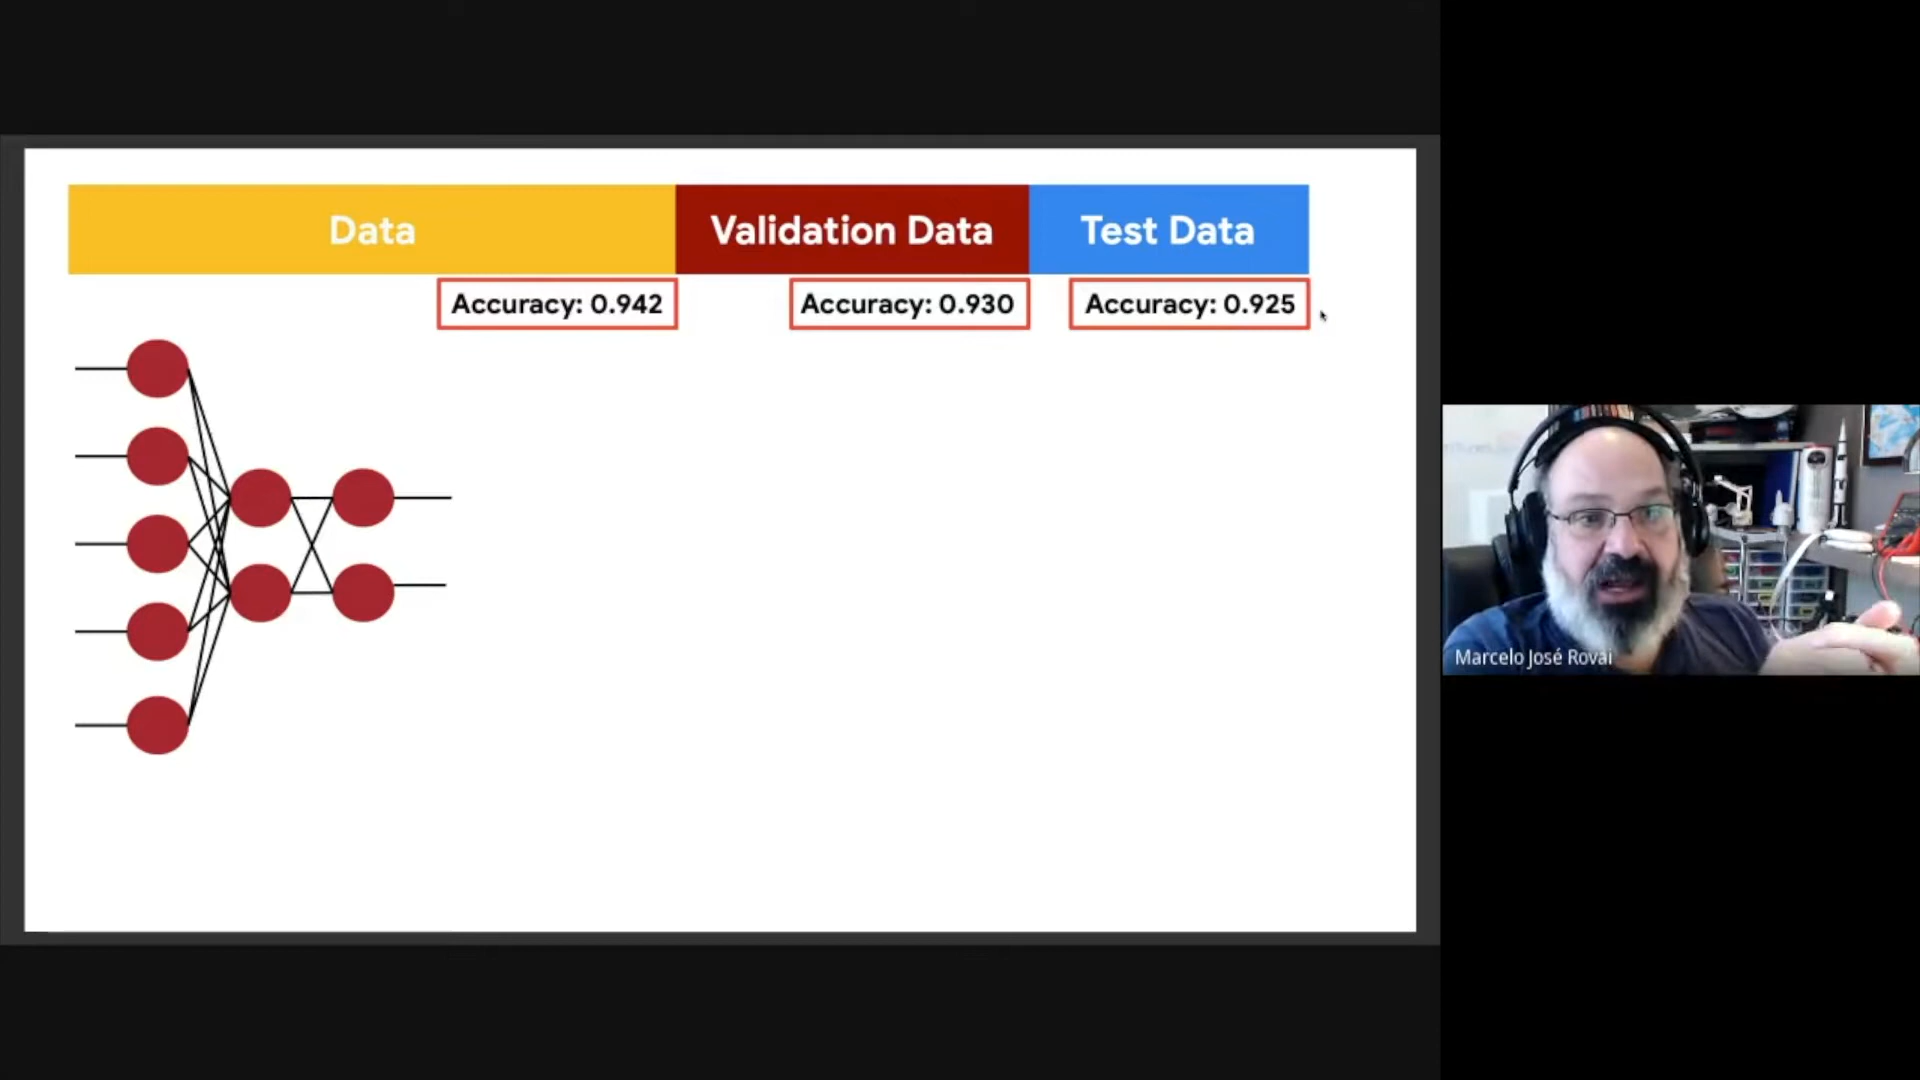 Data
Validation Data
Test Data
Accuracy: 0.942
Accuracy: 0.930
Accuracy: 0.925
Marcelo José Rovai